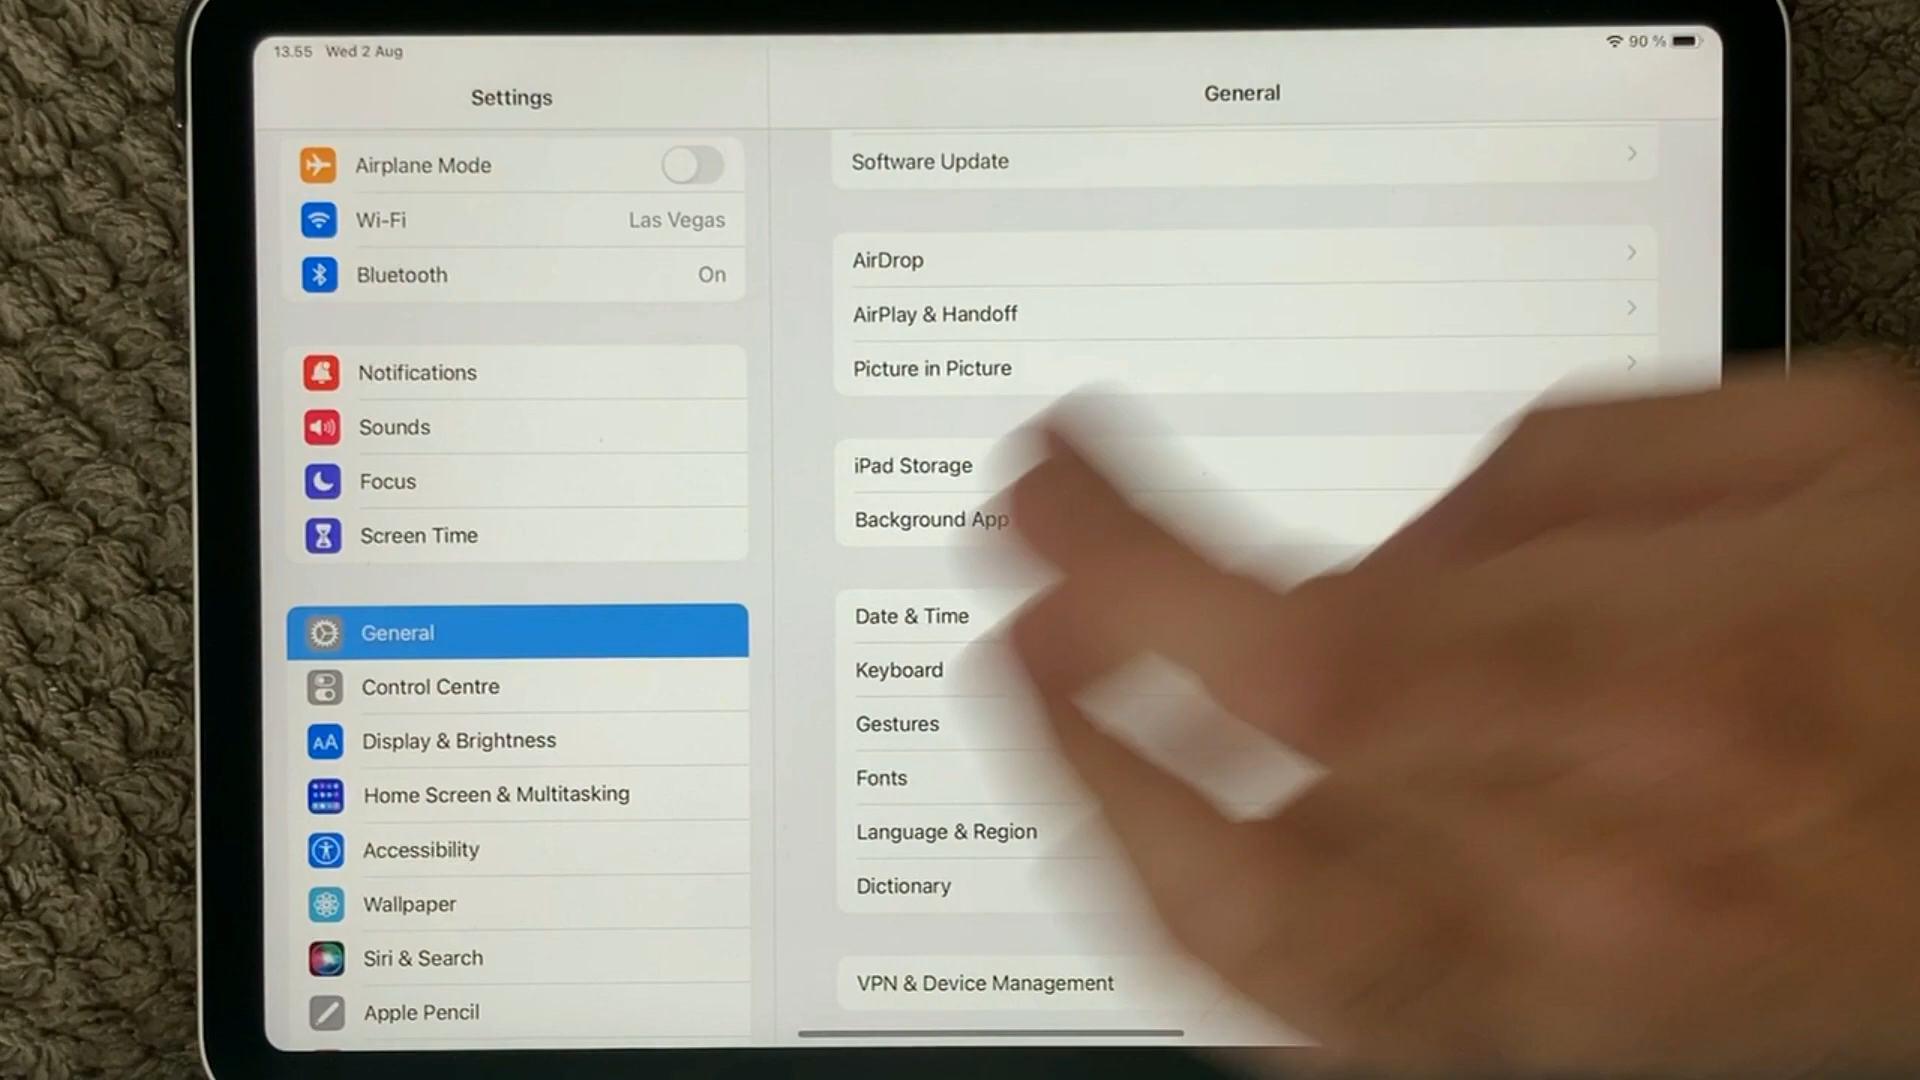 13.55 Wed 2 Aug
90 %
Settings
General
Airplane Mode
Wi-Fi Las Vegas
Bluetooth On
Notifications
Sounds
Focus
Screen Time
General
Control Centre
AA Display & Brightness
Home Screen & Multitasking
Accessibility
Wallpaper
Siri & Search
Apple Pencil
Software Update
AirDrop
AirPlay & Handoff
Picture in Picture
iPad Storage
Background App
Date & Time
Keyboard
Gestures
Fonts
Language & Region
Dictionary
VPN & Device Management